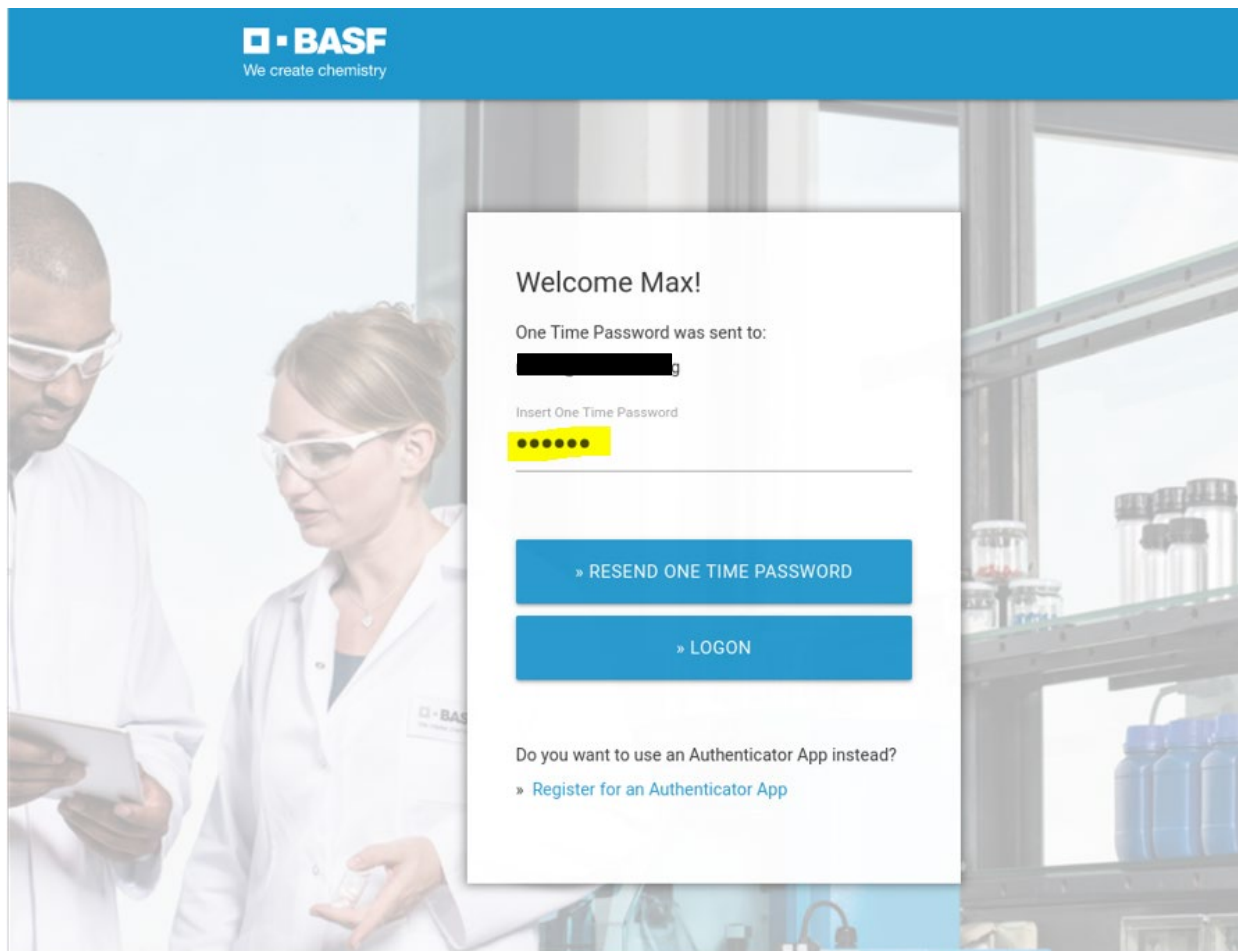 BASF
We create chemistry
Welcome Max!
One Time Password was sent to:
g
Insert One Time Password
••••••
» RESEND ONE TIME PASSWORD
» LOGON
Do you want to use an Authenticator App instead?
» Register for an Authenticator App
BAS